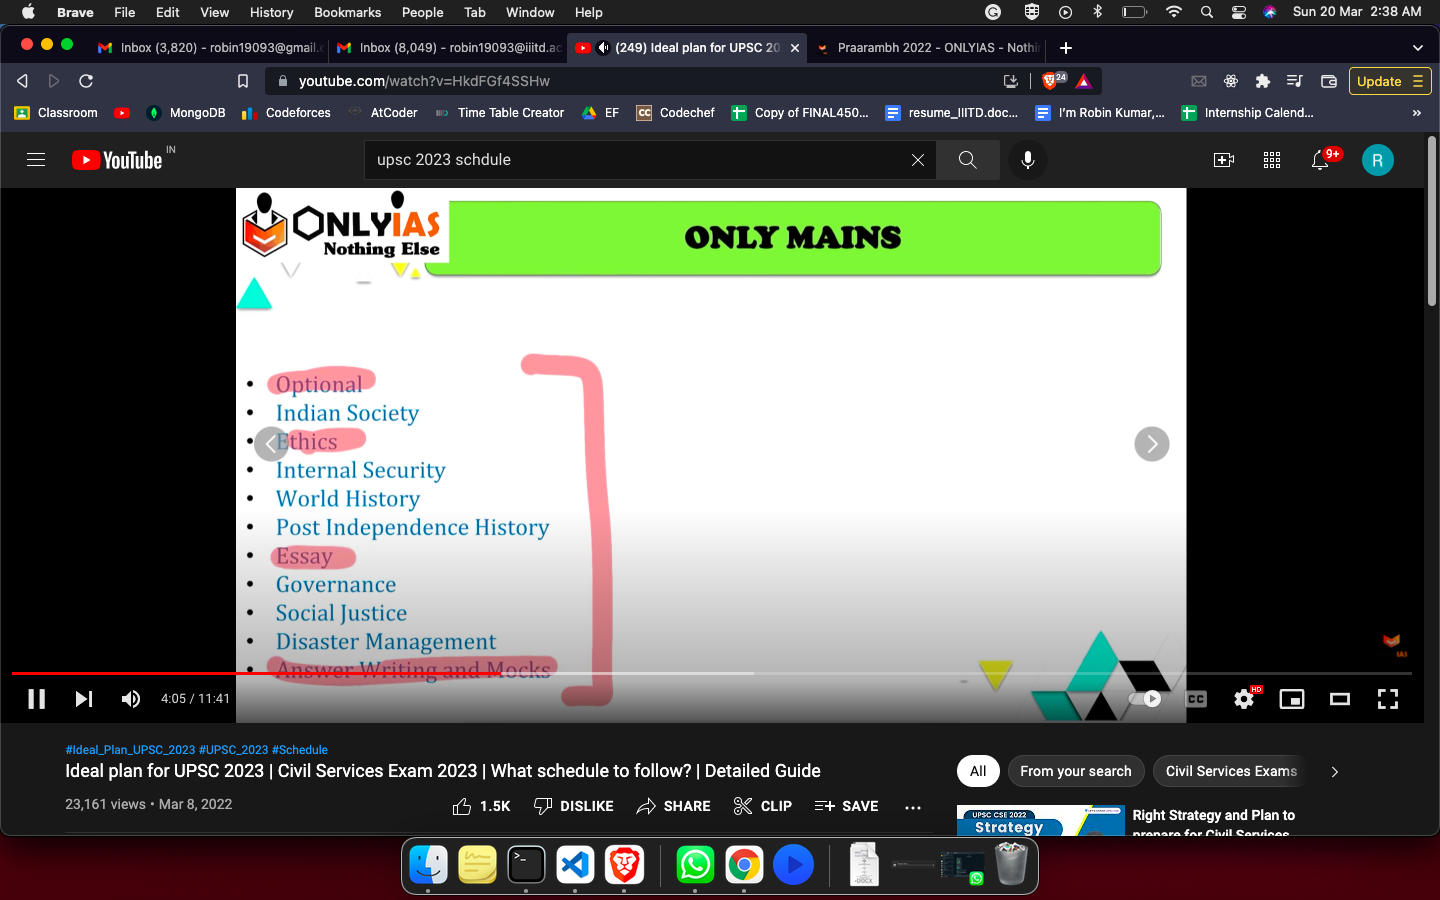 Brave File Edit View History Bookmarks People Tab Window Help Sun 20 Mar 2:38 AM
Inbox (3,820) - robin19093@gmail.c Inbox (8,049) - robin19093@iiitd.ac (249) Ideal plan for UPSC 20 Praarambh 2022 - ONLYIAS - Nothi
youtube.com/watch?v=HkdFGf4SSHw 24 Update
Classroom MongoDB Codeforces AtCoder Time Table Creator EF Codechef Copy of FINAL450... resume_IIITD.doc... I'm Robin Kumar,... Internship Calend... »
YouTube IN upsc 2023 schdule 9+ R
ONLYIAS
Nothing Else
ONLY MAINS
• Optional
• Indian Society
• Ethics
• Internal Security
• World History
• Post Independence History
• Essay
• Governance
• Social Justice
• Disaster Management
• Answer Writing and Mocks
IAS
4:05 / 11:41 CC HD
#Ideal_Plan_UPSC_2023 #UPSC_2023 #Schedule
Ideal plan for UPSC 2023 | Civil Services Exam 2023 | What schedule to follow? | Detailed Guide
23,161 views • Mar 8, 2022 1.5K DISLIKE SHARE CLIP SAVE ...
All From your search Civil Services Exams
UPSC CSE 2022
Strategy
Right Strategy and Plan to
prepare for Civil Services
DOCX